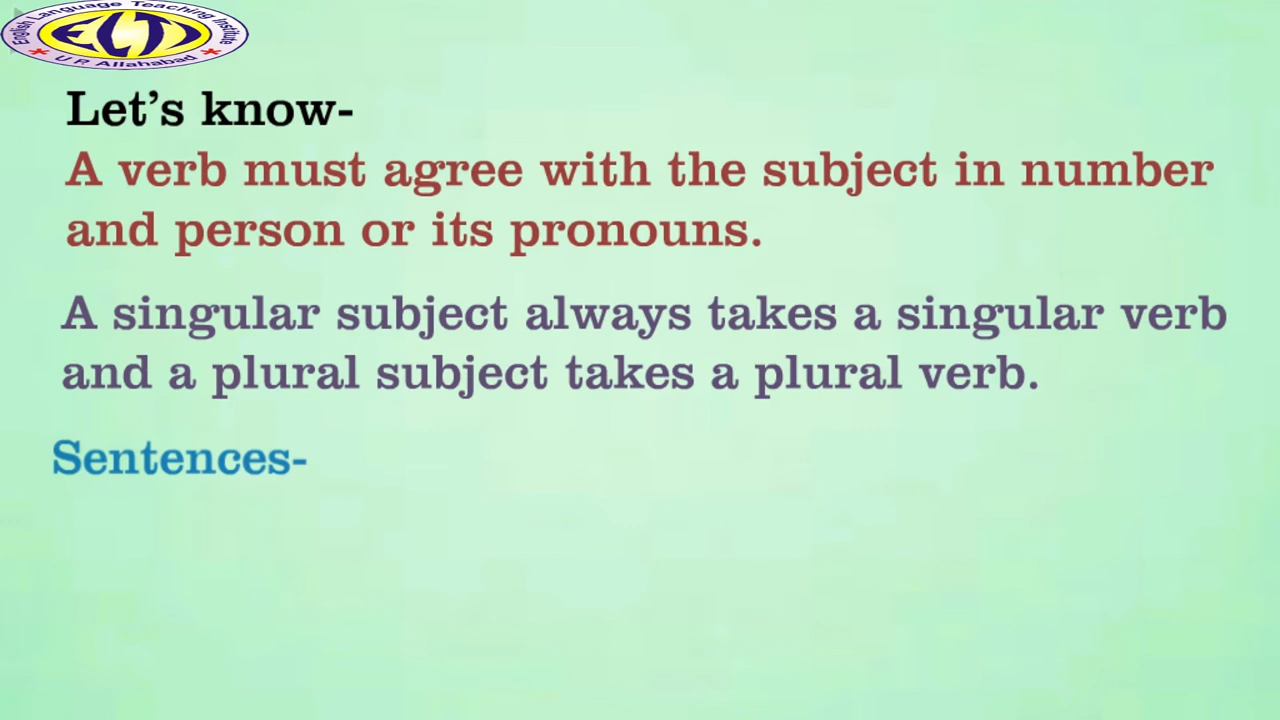 English Language Teaching Institute
ELTI
U P Allahabad
Let's know-
A verb must agree with the subject in number
and person or its pronouns.
A singular subject always takes a singular verb
and a plural subject takes a plural verb.
Sentences-